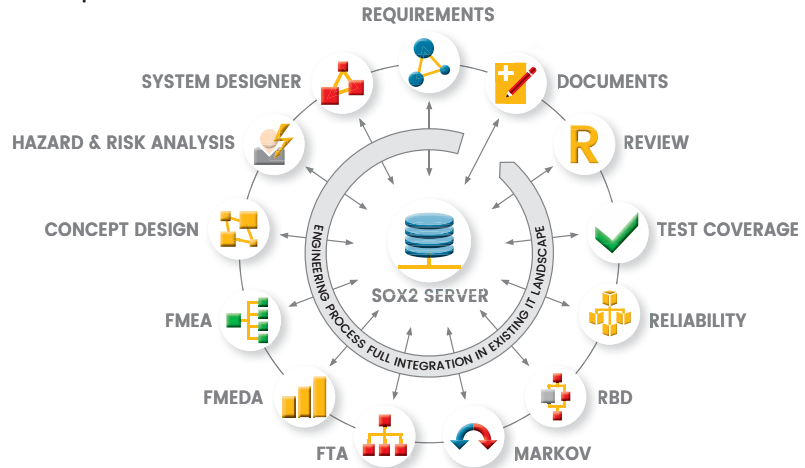 REQUIREMENTS
SYSTEM DESIGNER
DOCUMENTS
HAZARD & RISK ANALYSIS
R
REVIEW
CONCEPT DESIGN
TEST COVERAGE
SOX2 SERVER
ENGINEERING PROCESS FULL INTEGRATION IN EXISTING IT LANDSCAPE
FMEA
RELIABILITY
FMEDA
RBD
FTA
MARKOV